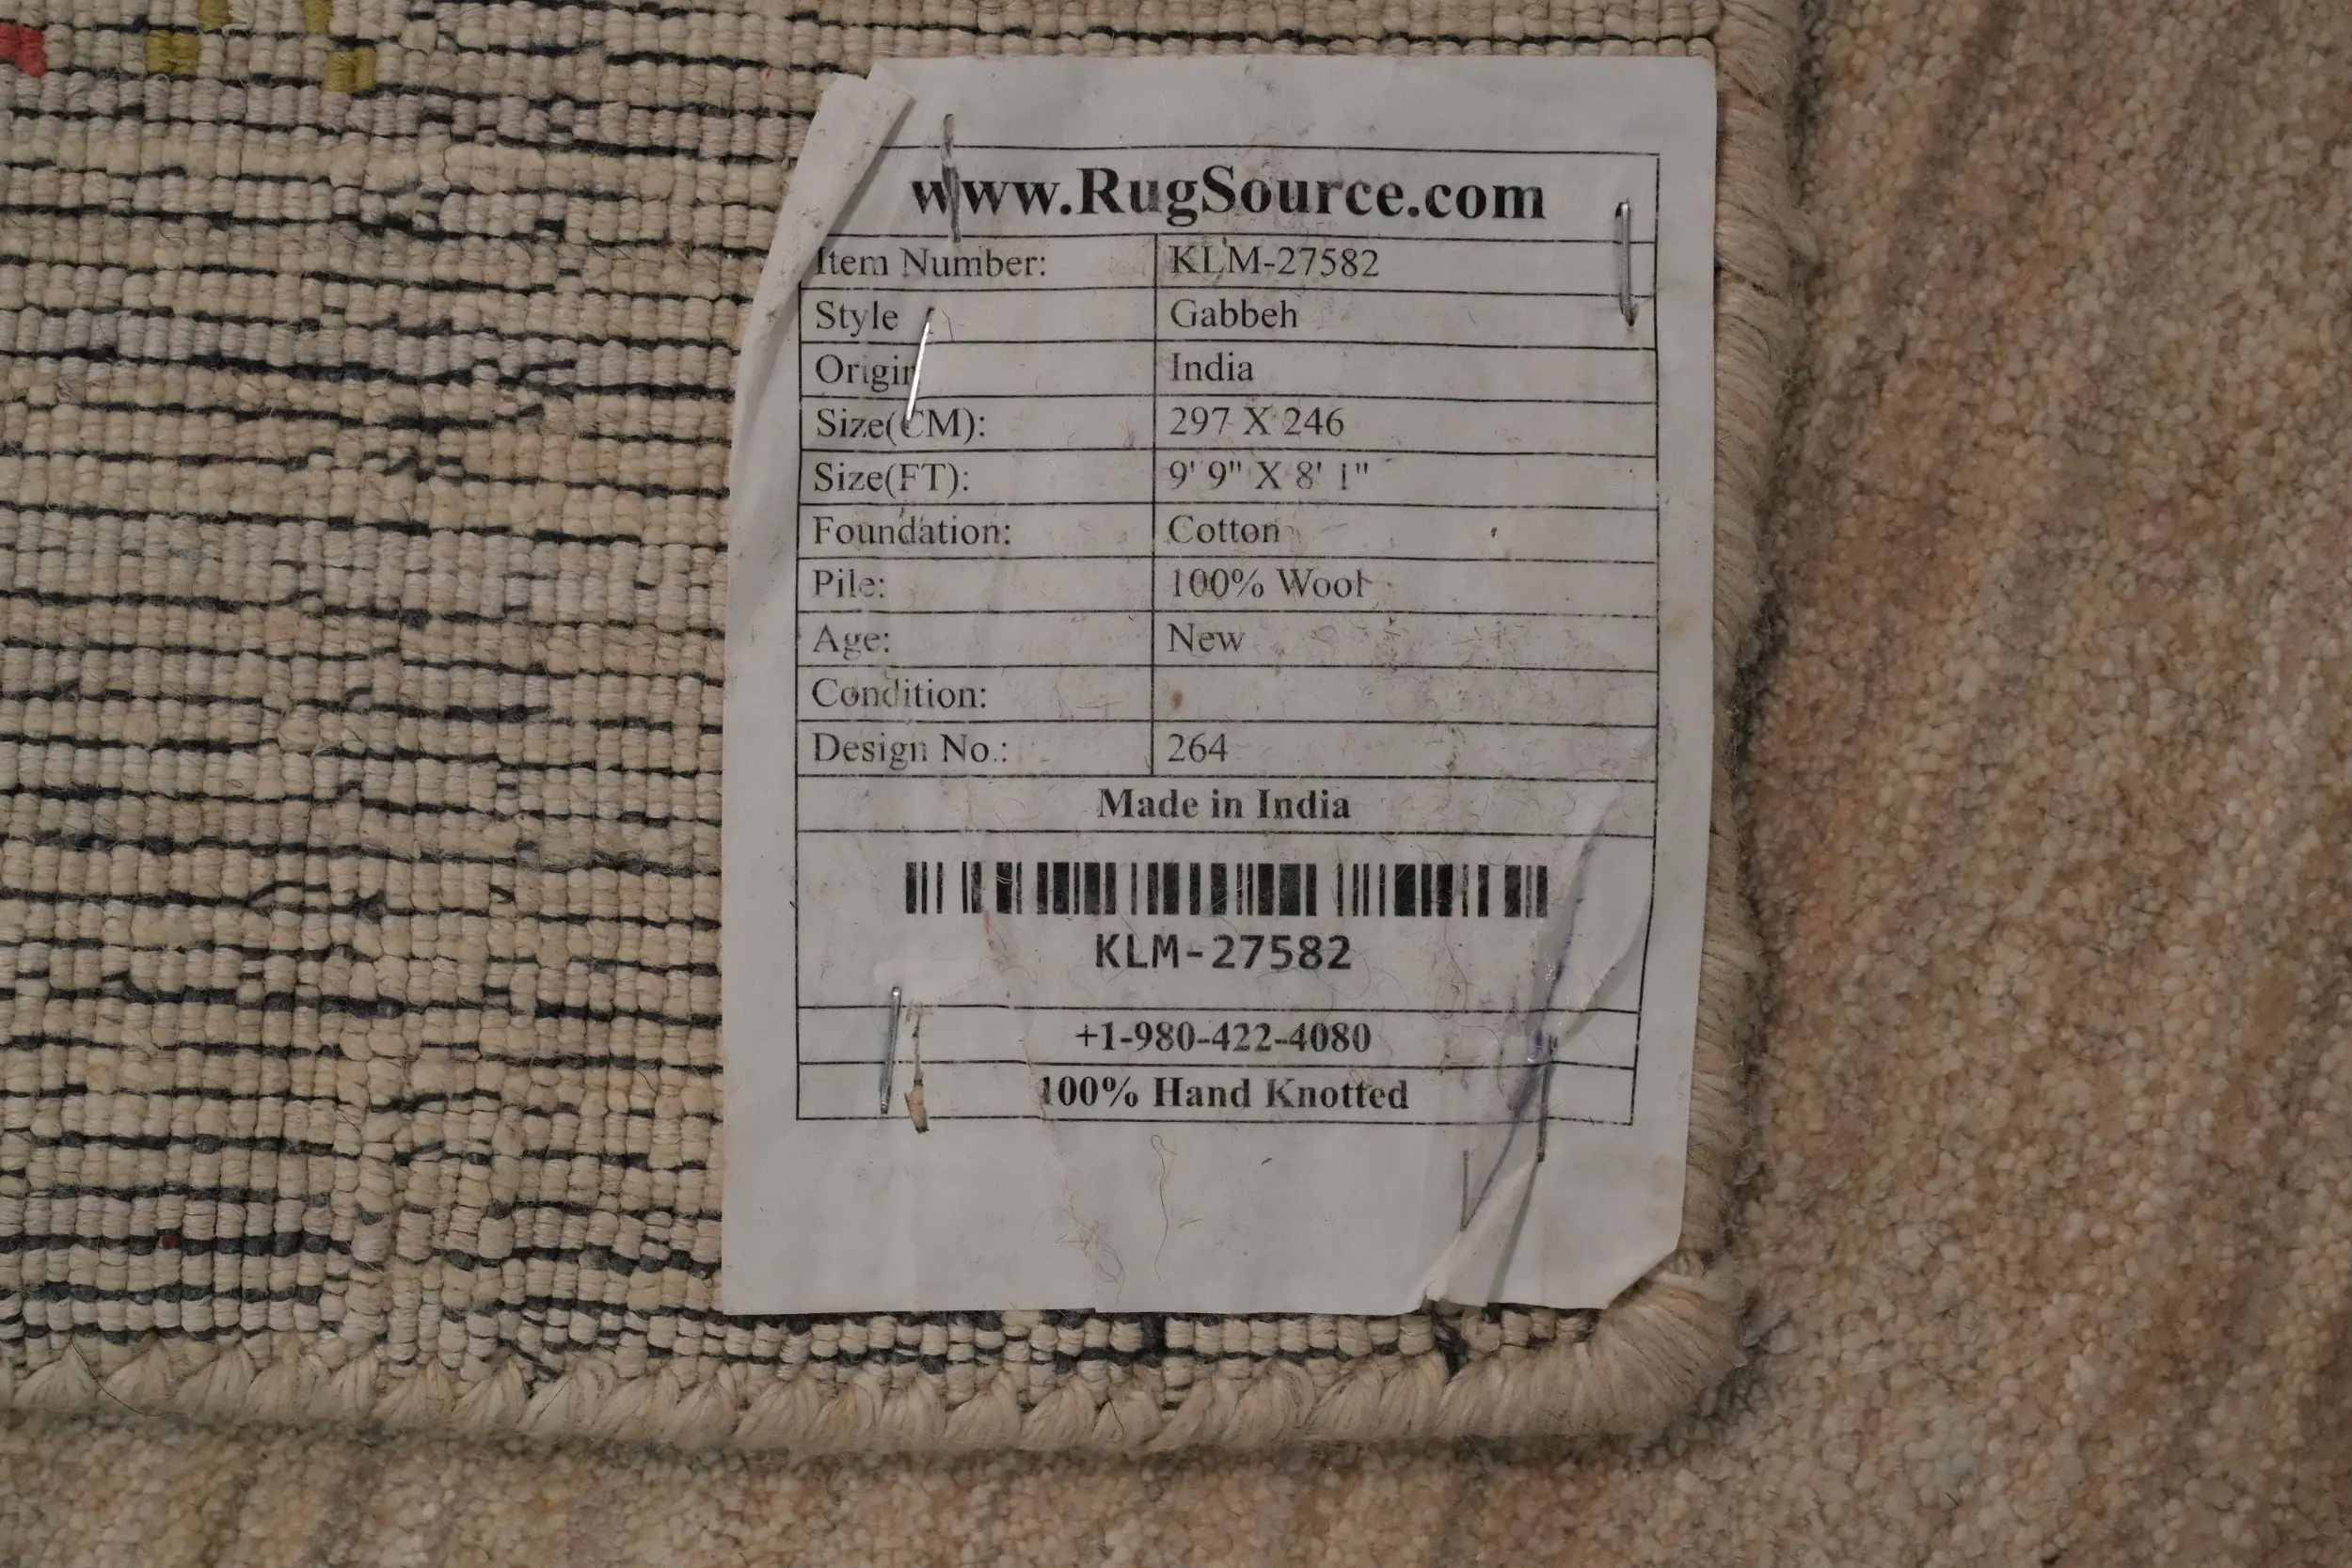 www.RugSource.com
Item Number: KLM-27582
Style Gabbeh
Origin India
Size(CM): 297 X 246
Size(FT): 9' 9" X 8' 1"
Foundation: Cotton
Pile: 100% Wool
Age: New
Condition:
Design No.: 264
Made in India
KLM-27582
+1-980-422-4080
100% Hand Knotted